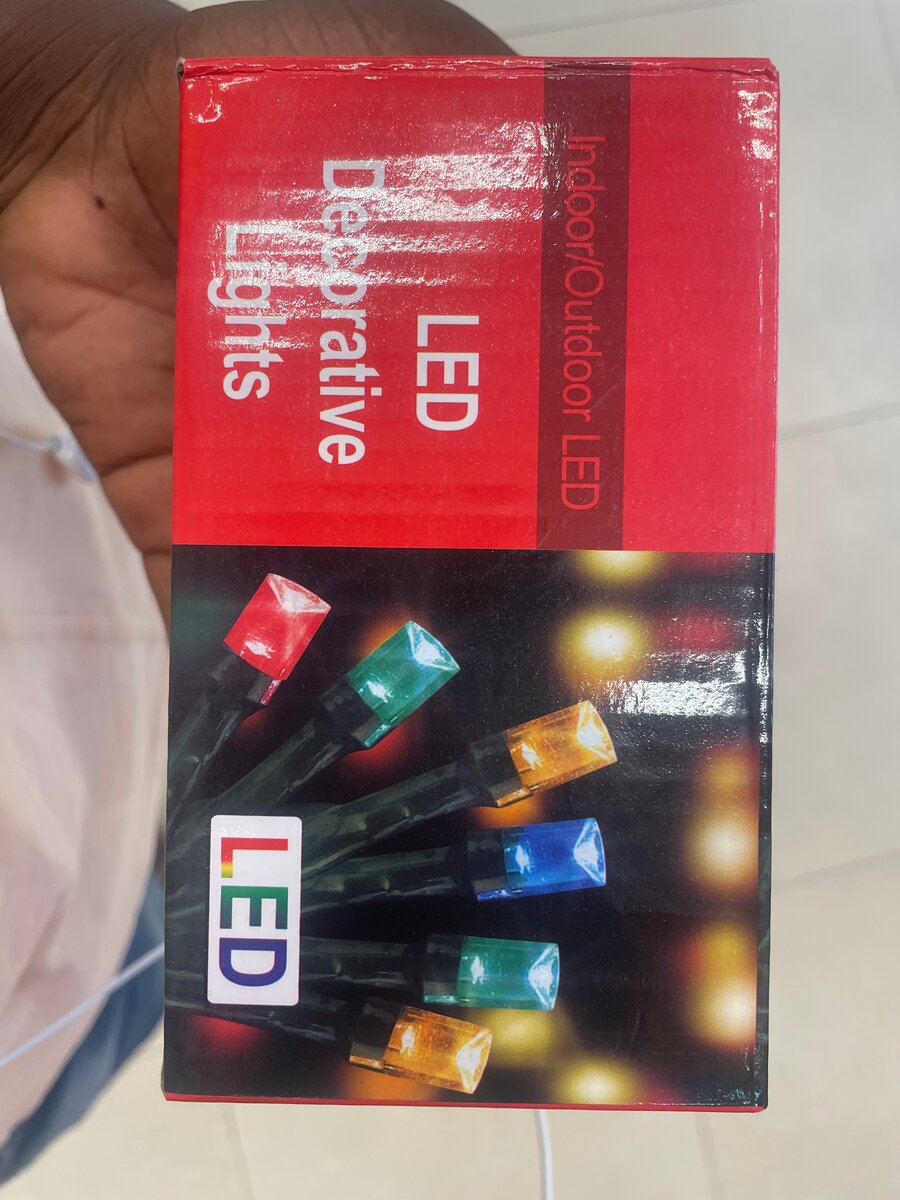 Indoor/Outdoor LED
LED
Decorative
Lights
LED